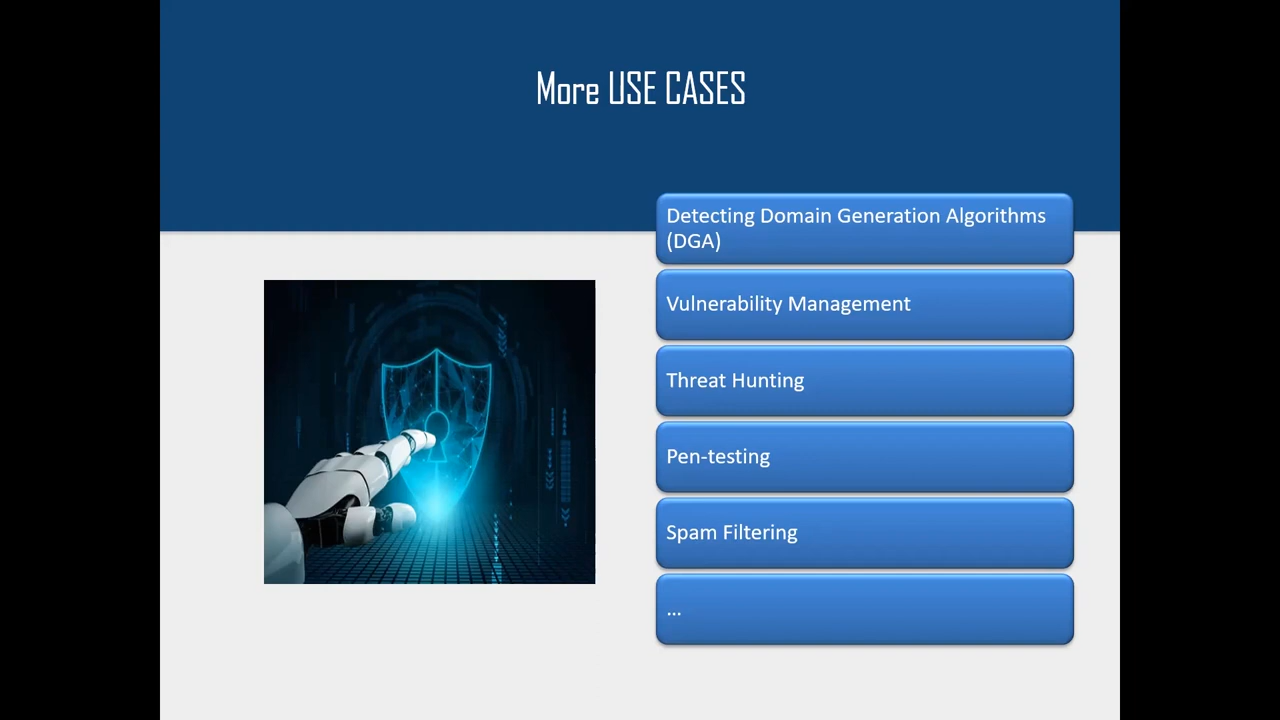 More USE CASES
Detecting Domain Generation Algorithms
(DGA)
Vulnerability Management
Threat Hunting
Pen-testing
Spam Filtering
...